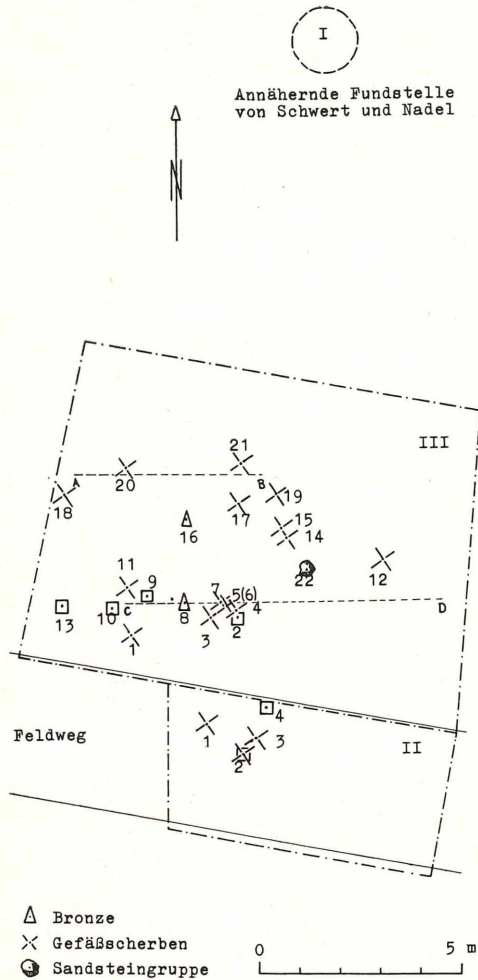 I
Annähernde Fundstelle
von Schwert und Nadel
N
III
21
20
A
B
18
19
17
16
15
14
22
12
11
9
7
5(6)
4
13
10
C
8
3
2
D
1
4
Feldweg
1
3
II
2
Bronze
Gefäßscherben
Sandsteingruppe
0
5 m